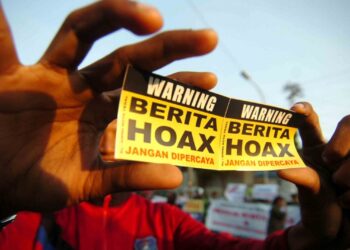 WARNING
BERITA
HOAX
JANGAN DIPERCAYA
WARNING
BERITA
HOAX
JANGAN DIPERCAYA